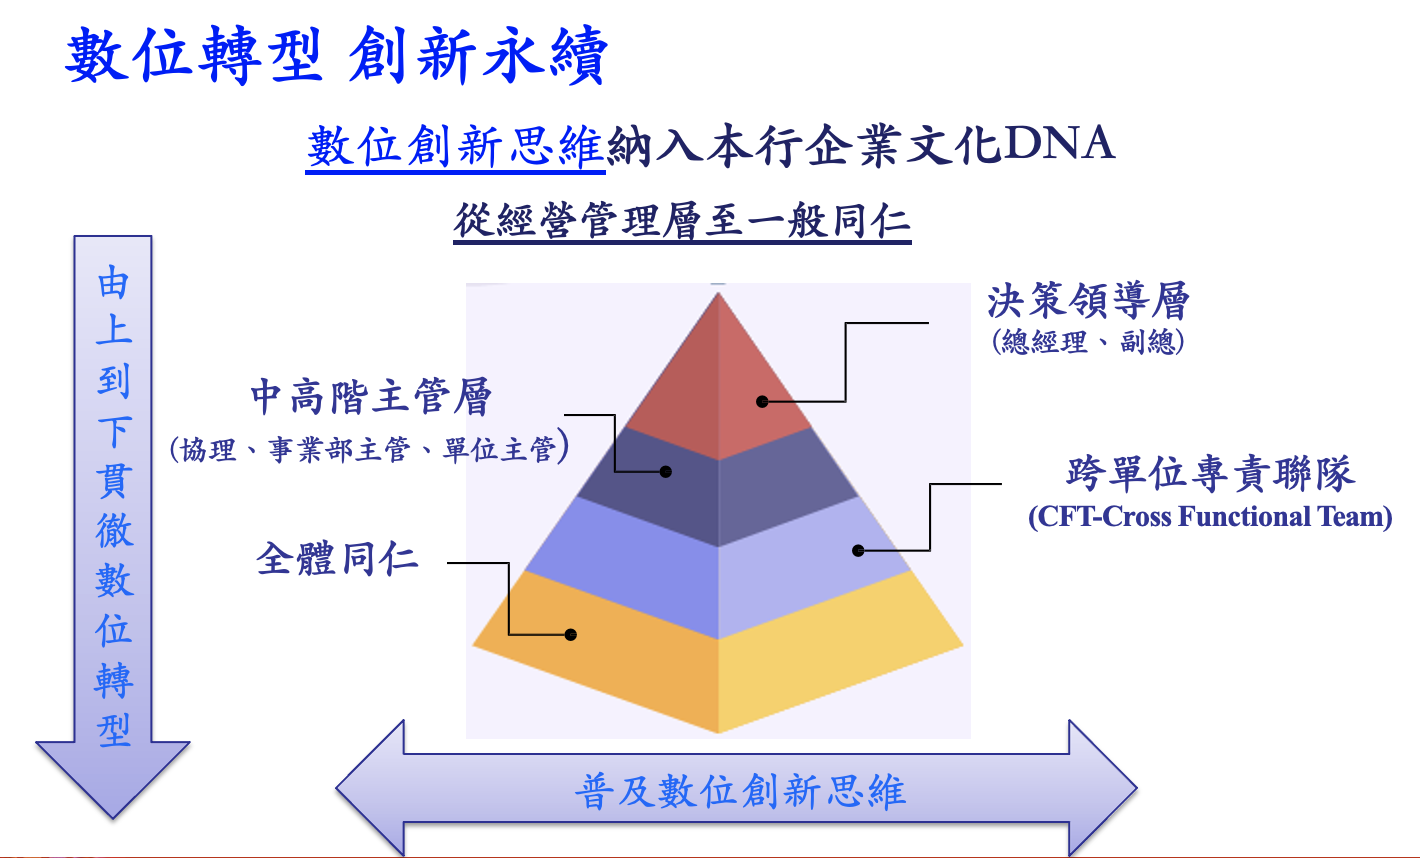 數位轉型 創新永續
數位創新思維納入本行企業文化DNA
從經營管理層至一般同仁
由上到下貫徹數位轉型
決策領導層
(總經理、副總)
中高階主管層
(協理、事業部主管、單位主管)
跨單位專責聯隊
(CFT-Cross Functional Team)
全體同仁
普及數位創新思維